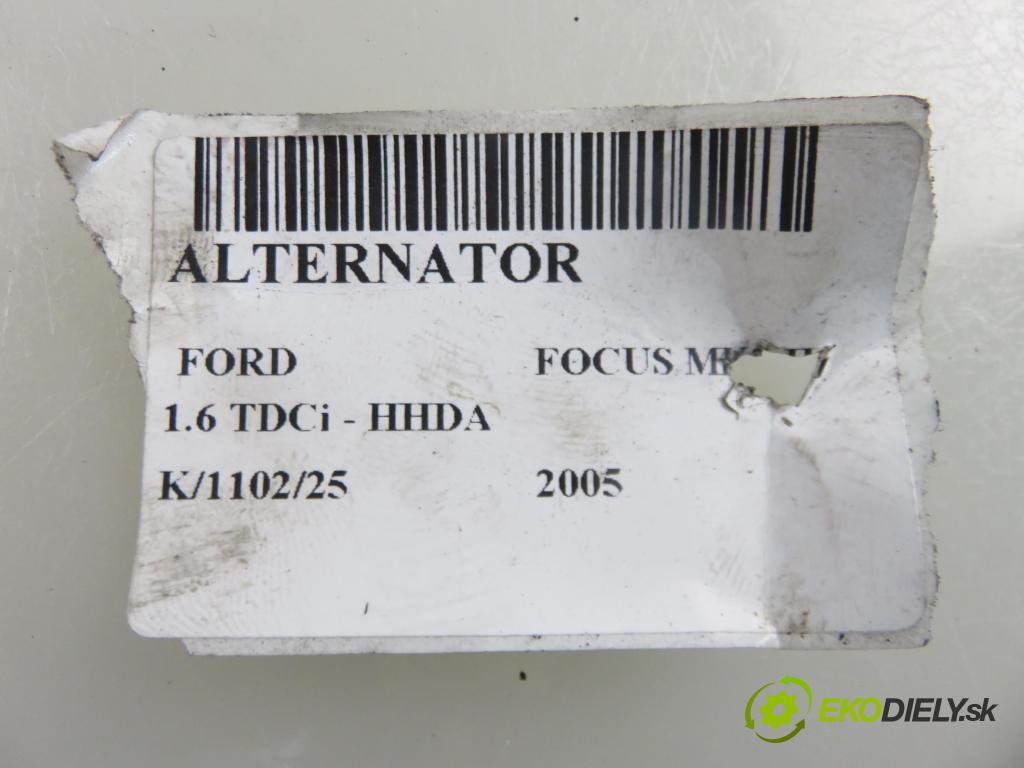 ALTERNATOR
FORD FOCUS
1.6 TDCi - HHDA
K/1102/25 2005
EKODIELY.sk